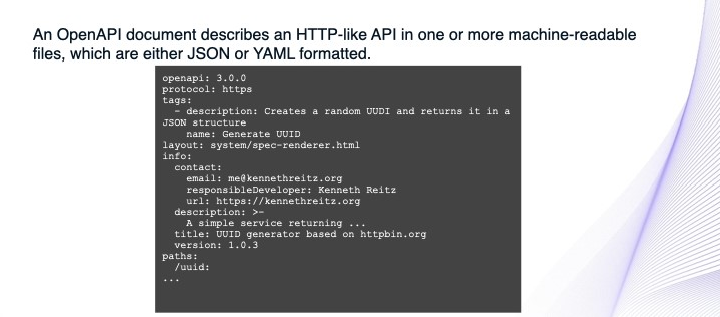 An OpenAPI document describes an HTTP-like API in one or more machine-readable
files, which are either JSON or YAML formatted.
openapi: 3.0.0
protocol: https
tags:
  - description: Creates a random UUDI and returns it in a
JSON structure
    name: Generate UUID
layout: system/spec-renderer.html
info:
  contact:
    email: me@kennethreitz.org
    responsibleDeveloper: Kenneth Reitz
    url: https://kennethreitz.org
  description: >-
    A simple service returning ...
  title: UUID generator based on httpbin.org
  version: 1.0.3
paths:
  /uuid:
...